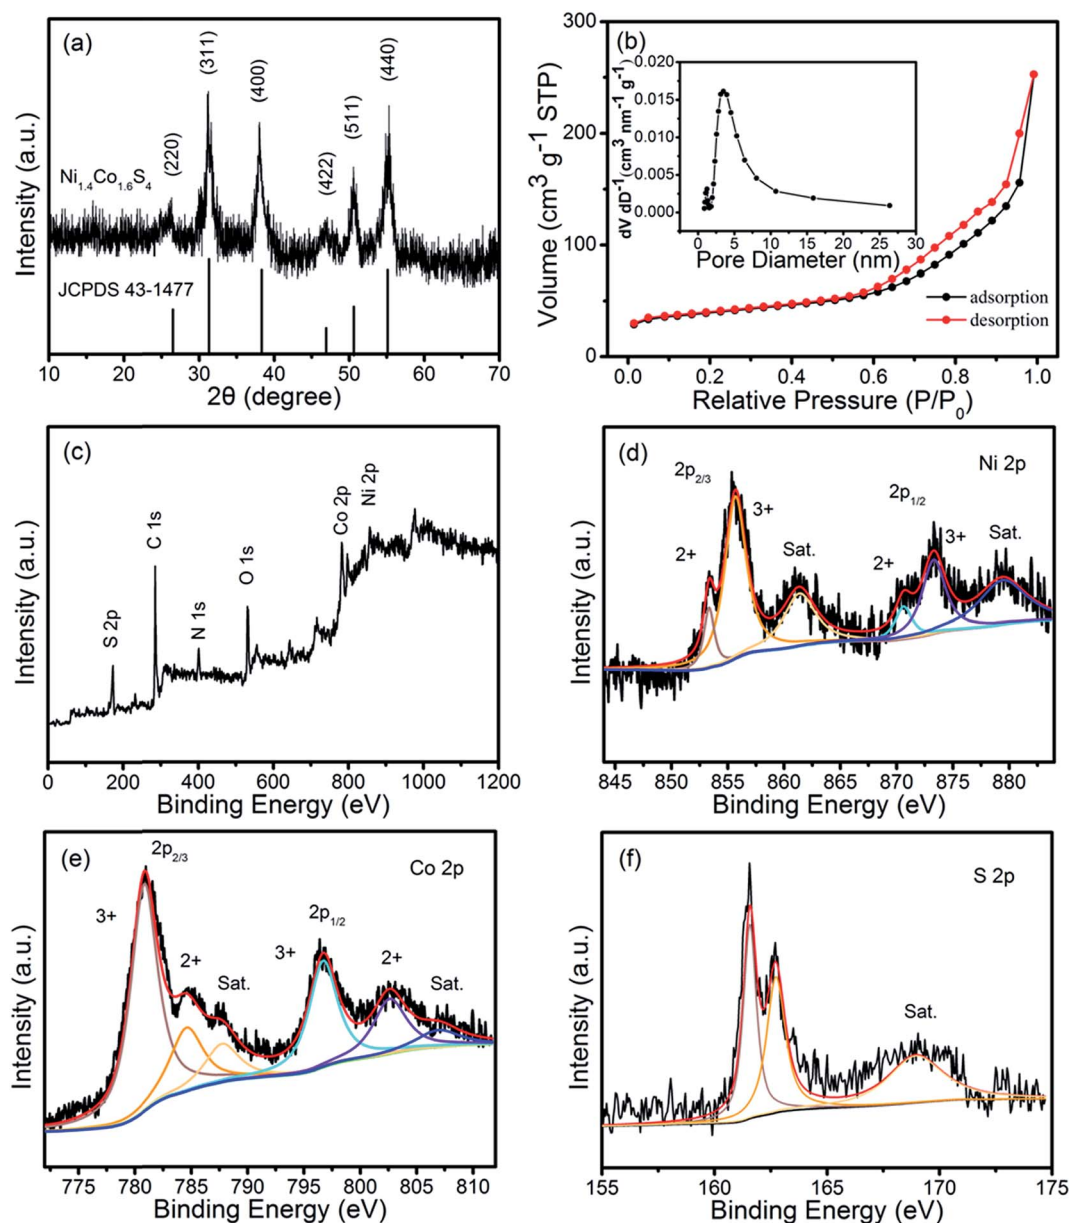 (a)
(220)
(311)
(400)
(422)
(511)
(440)
Ni1.4Co1.6S4
JCPDS 43-1477
Intensity (a.u.)
10 20 30 40 50 60 70
2θ (degree)
(b)
Volume (cm3 g-1 STP)
300
200
100
0
0.0 0.2 0.4 0.6 0.8 1.0
Relative Pressure (P/P0)
adsorption
desorption
dV dD-1(cm3 nm-1 g-1)
0.020
0.015
0.010
0.005
0.000
0 5 10 15 20 25 30
Pore Diameter (nm)
(c)
S 2p
C 1s
N 1s
O 1s
Co 2p
Ni 2p
Intensity (a.u.)
0 200 400 600 800 1000 1200
Binding Energy (eV)
(d)
Ni 2p
2p2/3
2+
3+
Sat.
2p1/2
2+
3+
Sat.
Intensity (a.u.)
845 850 855 860 865 870 875 880
Binding Energy (eV)
(e)
Co 2p
2p2/3
3+
2+
Sat.
2p1/2
3+
2+
Sat.
Intensity (a.u.)
775 780 785 790 795 800 805 810
Binding Energy (eV)
(f)
S 2p
Sat.
Intensity (a.u.)
155 160 165 170 175
Binding Energy (eV)